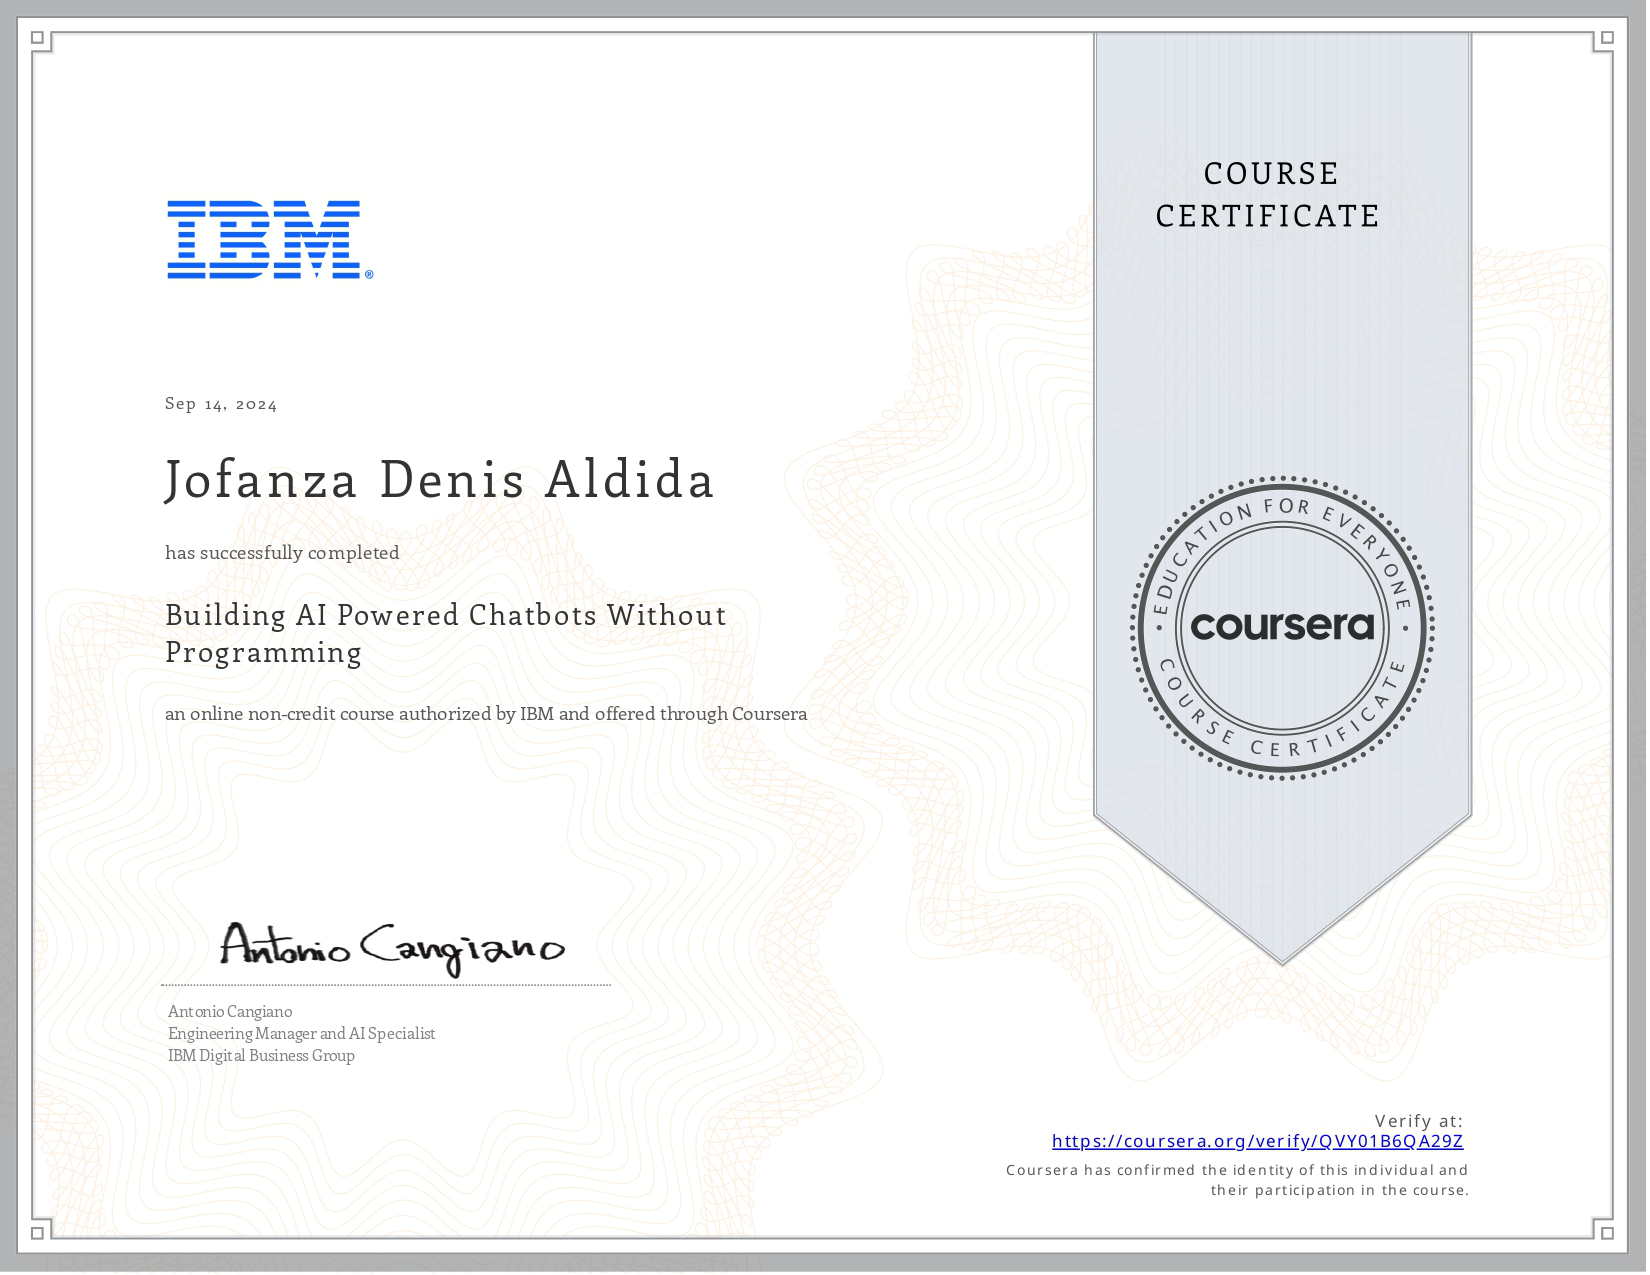 IBM®
COURSE
CERTIFICATE
Sep 14, 2024
Jofanza Denis Aldida
has successfully completed
Building AI Powered Chatbots Without
Programming
an online non-credit course authorized by IBM and offered through Coursera
EDUCATION FOR EVERYONE
coursera
COURSE CERTIFICATE
Antonio Cangiano
Antonio Cangiano
Engineering Manager and AI Specialist
IBM Digital Business Group
Verify at:
https://coursera.org/verify/QVY01B6QA29Z
Coursera has confirmed the identity of this individual and
their participation in the course.